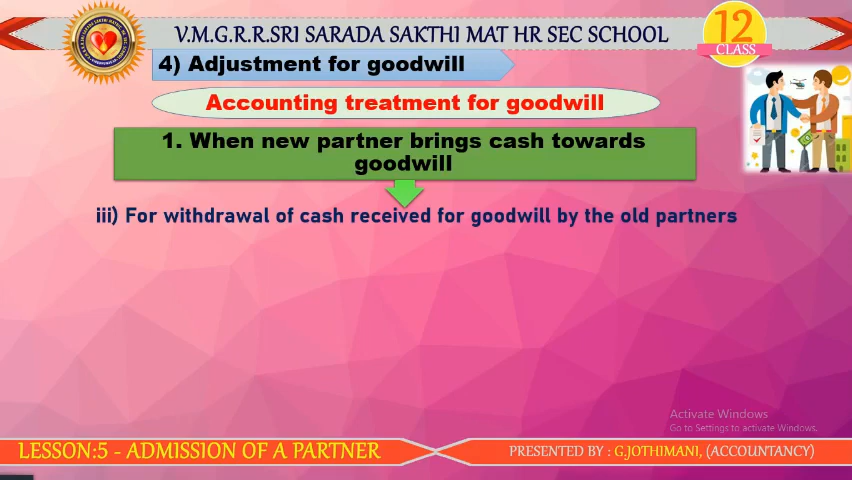 V.M.G.R.R.SRI SARADA SAKTHI MAT HR SEC SCHOOL
12
CLASS
4) Adjustment for goodwill
Accounting treatment for goodwill
1. When new partner brings cash towards
goodwill
iii) For withdrawal of cash received for goodwill by the old partners
Activate Windows
Go to Settings to activate Windows.
LESSON:5 - ADMISSION OF A PARTNER
PRESENTED BY : G.JOTHIMANI, (ACCOUNTANCY)